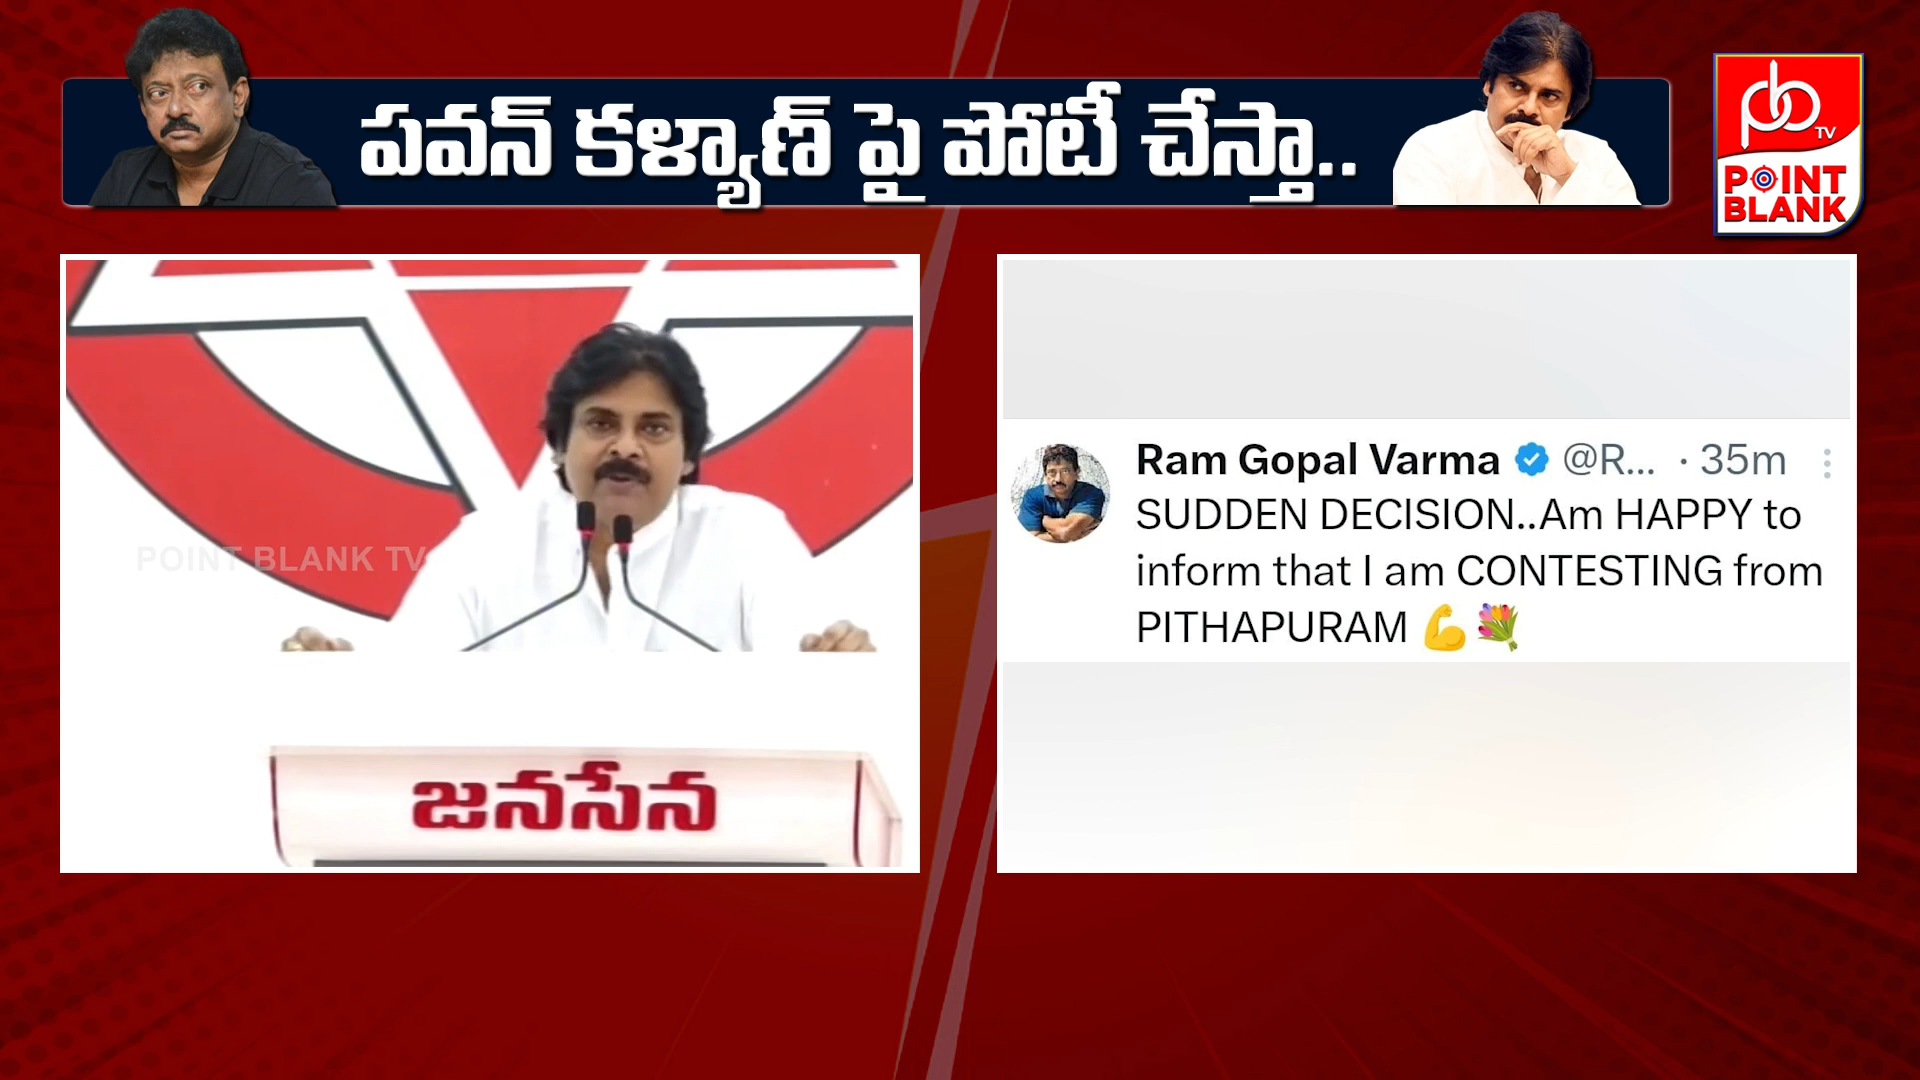 పవన్ కళ్యాణ్ పై పోటీ చేస్తా..
pb TV
POINT
BLANK
POINT BLANK TV
జనసేన
Ram Gopal Varma @R... · 35m
SUDDEN DECISION..Am HAPPY to
inform that I am CONTESTING from
PITHAPURAM 💪💐